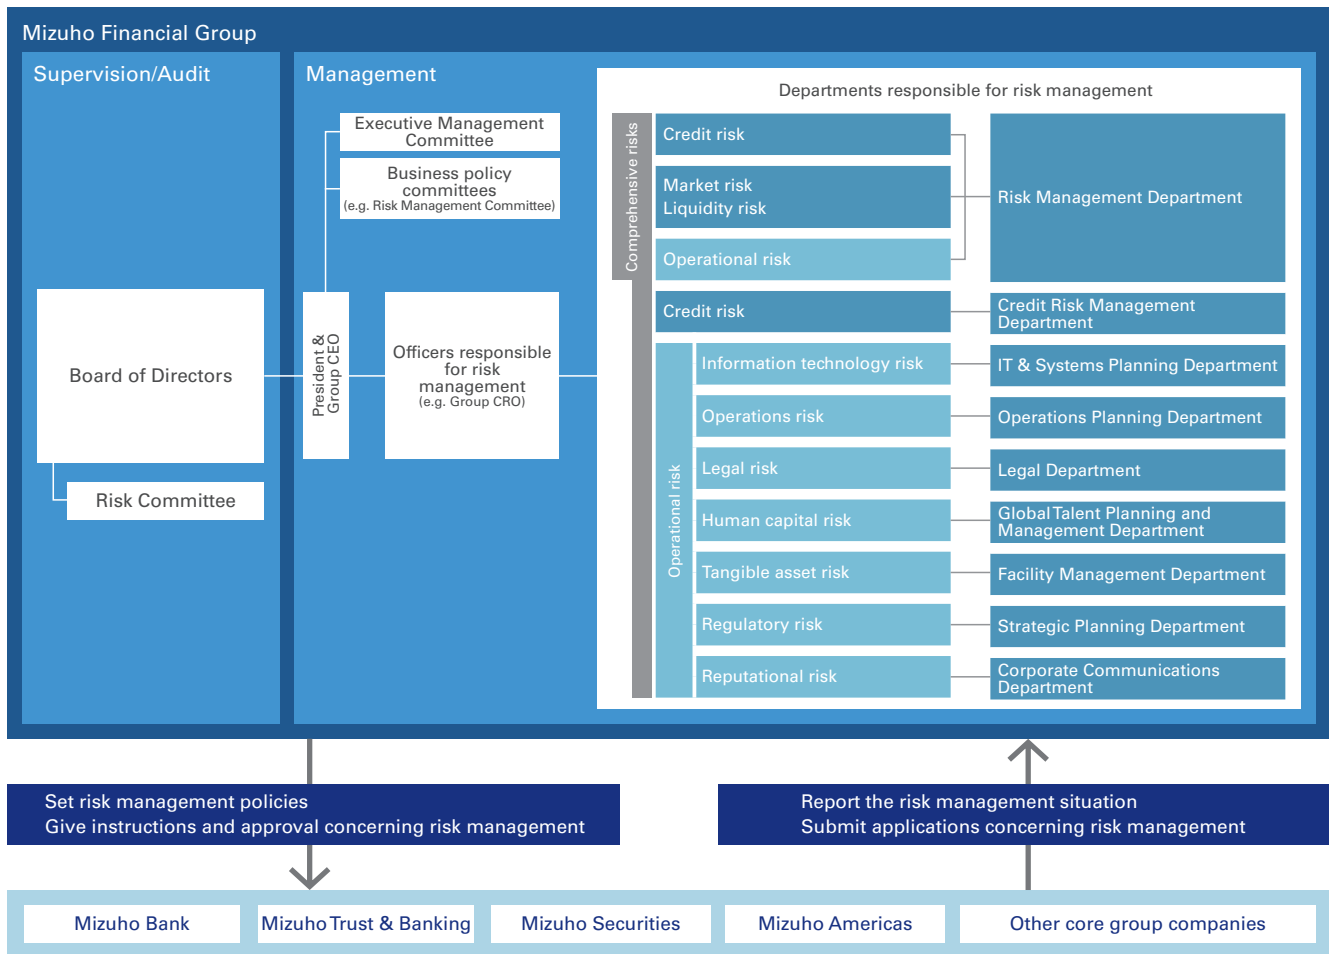 Mizuho Financial Group
Supervision/Audit
Board of Directors
Risk Committee
Management
Executive Management
Committee
Business policy
committees
(e.g. Risk Management Committee)
President &
Group CEO
Officers responsible
for risk
management
(e.g. Group CRO)
Departments responsible for risk management
Comprehensive risks
Credit risk
Market risk
Liquidity risk
Operational risk
Risk Management Department
Credit risk
Credit Risk Management
Department
Operational risk
Information technology risk
IT & Systems Planning Department
Operations risk
Operations Planning Department
Legal risk
Legal Department
Human capital risk
Global Talent Planning and
Management Department
Tangible asset risk
Facility Management Department
Regulatory risk
Strategic Planning Department
Reputational risk
Corporate Communications
Department
Set risk management policies
Give instructions and approval concerning risk management
Report the risk management situation
Submit applications concerning risk management
Mizuho Bank
Mizuho Trust & Banking
Mizuho Securities
Mizuho Americas
Other core group companies